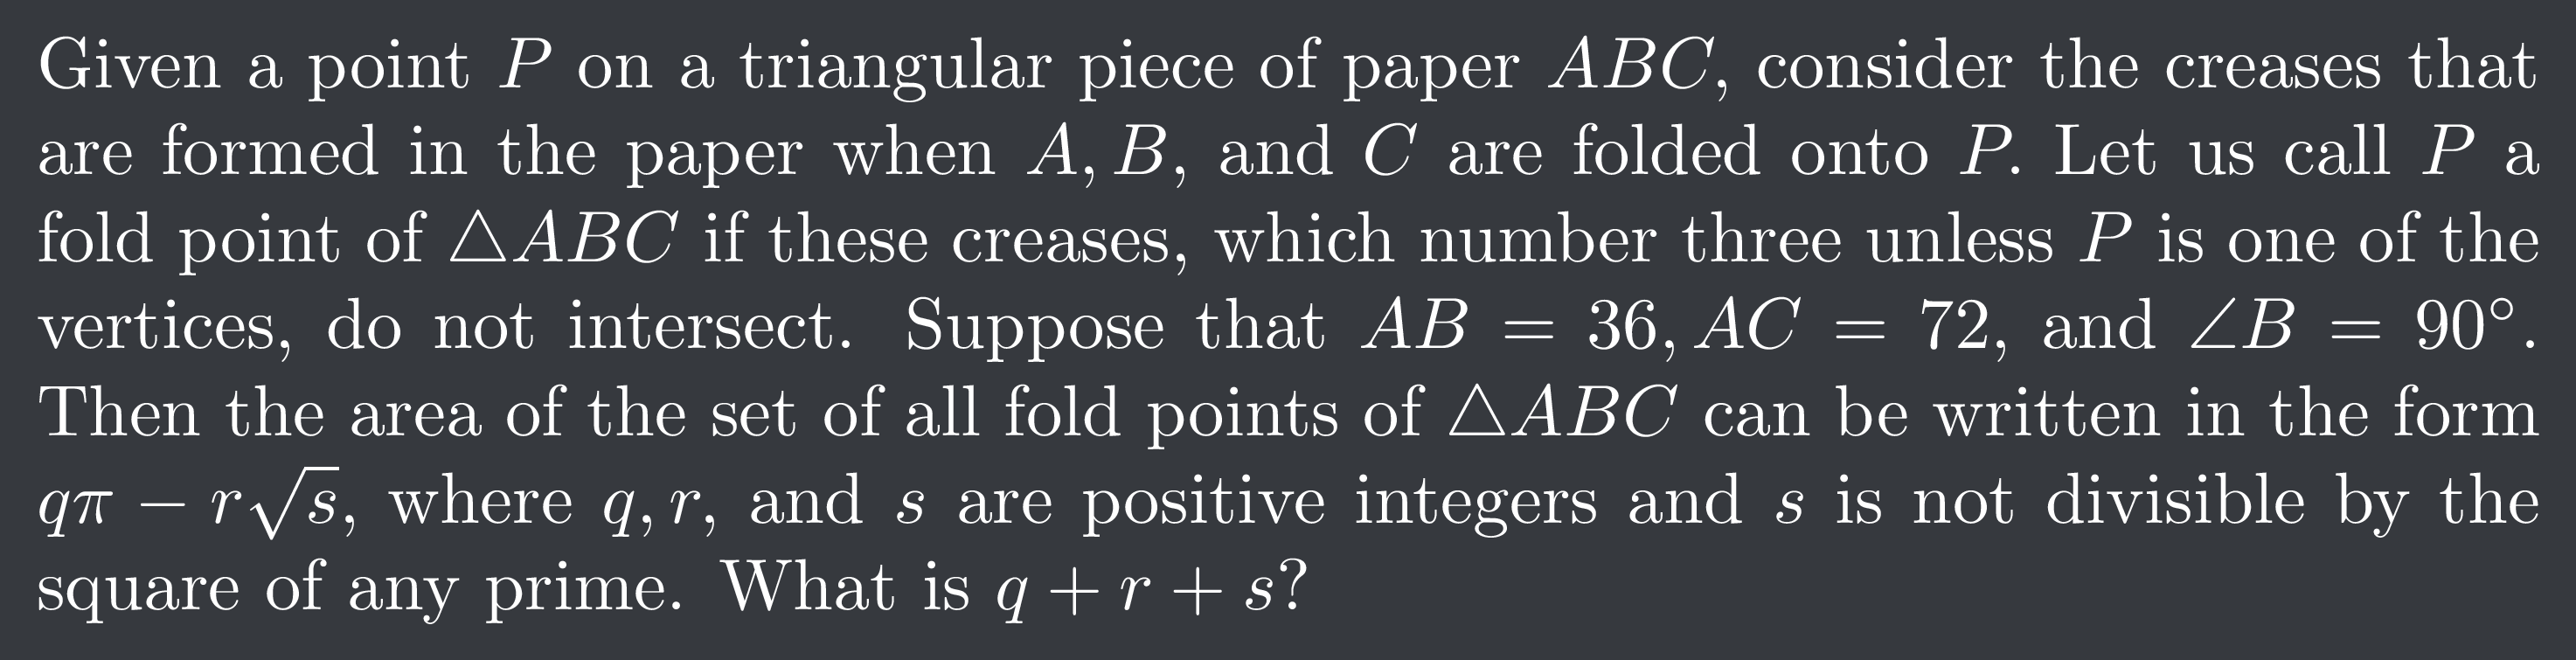 Given a point P on a triangular piece of paper ABC, consider the creases that
are formed in the paper when A, B, and C are folded onto P. Let us call P a
fold point of △ABC if these creases, which number three unless P is one of the
vertices, do not intersect. Suppose that AB = 36, AC = 72, and ∠B = 90°.
Then the area of the set of all fold points of △ABC can be written in the form
qπ − r√s, where q, r, and s are positive integers and s is not divisible by the
square of any prime. What is q + r + s?